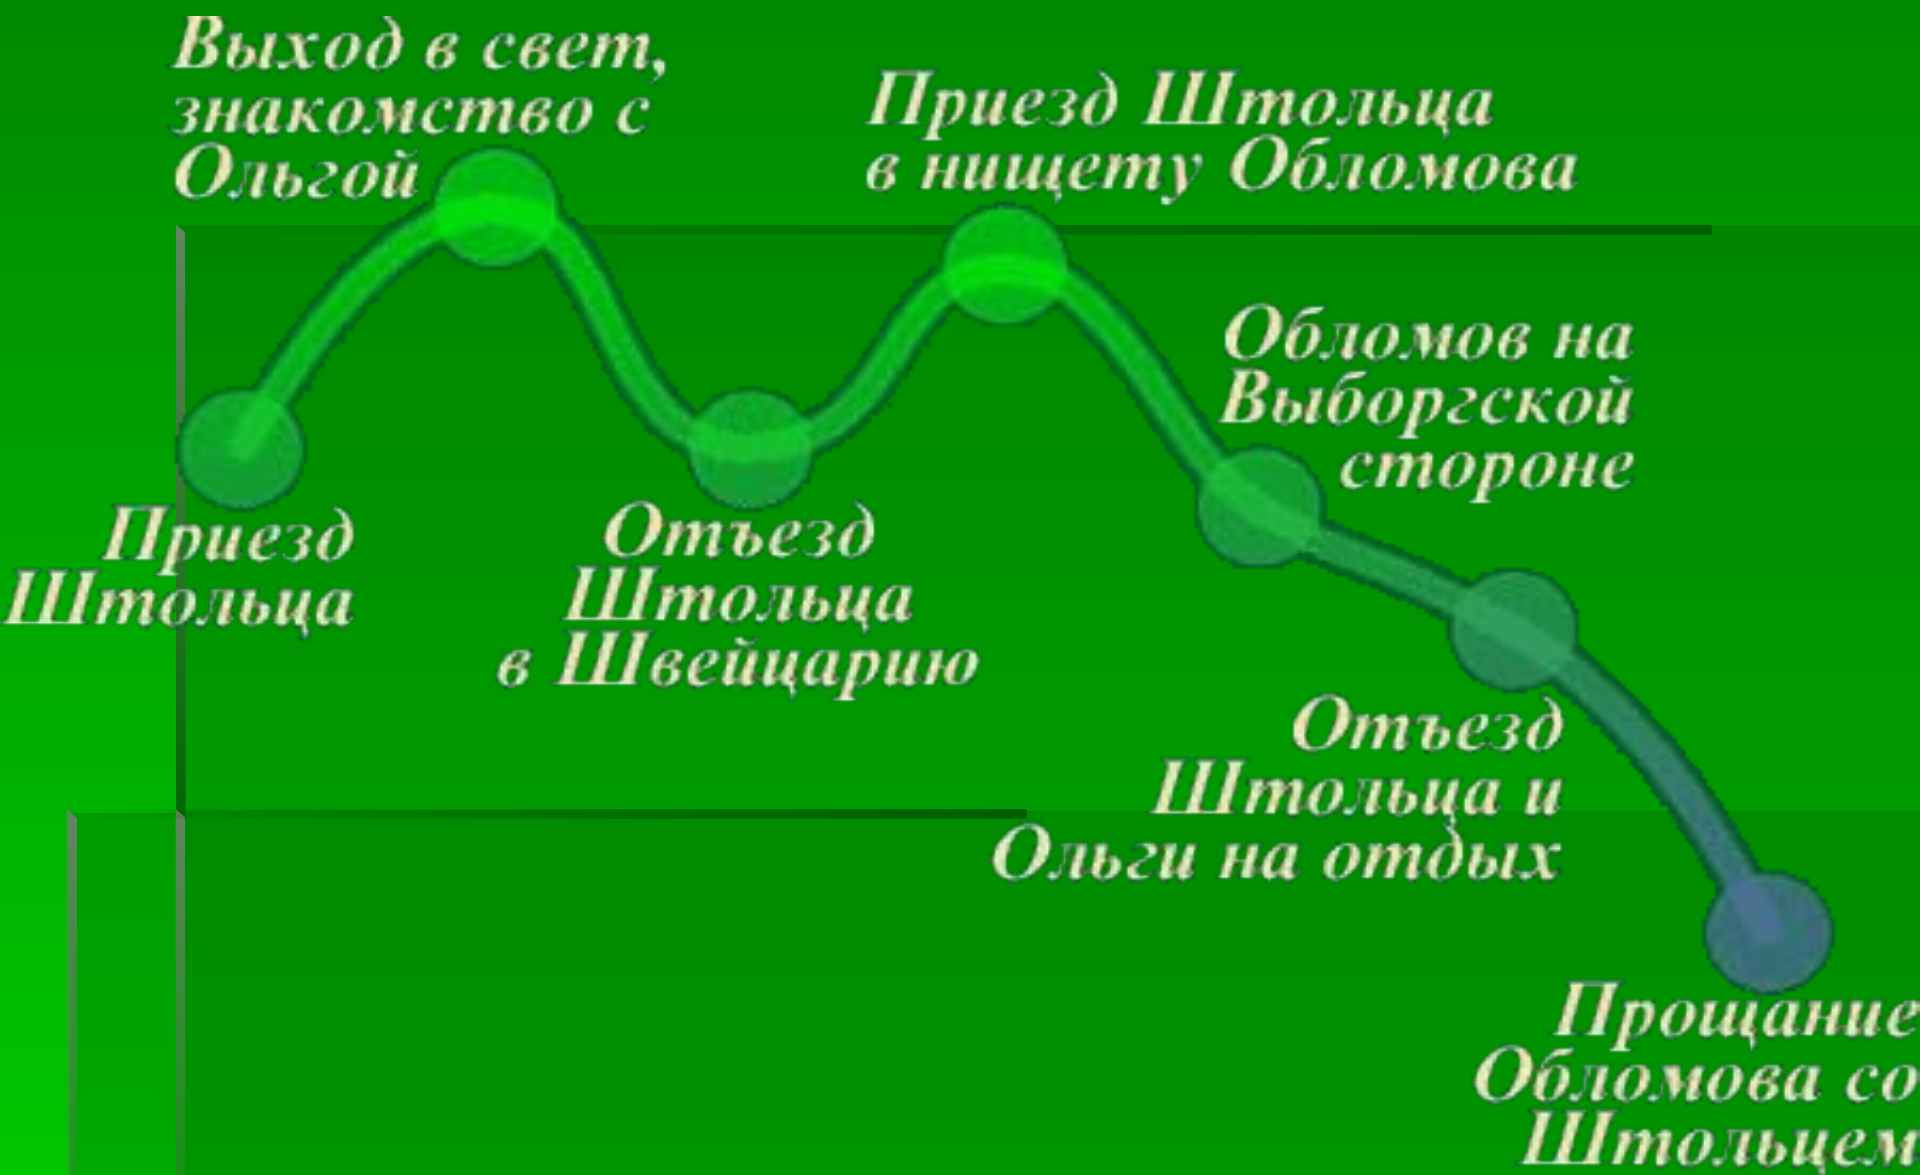 Выход в свет,
знакомство с
Ольгой
Приезд Штольца
в нищету Обломова
Обломов на
Выборгской
стороне
Приезд
Штольца
Отъезд
Штольца
в Швейцарию
Отъезд
Штольца и
Ольги на отдых
Прощание
Обломова со
Штольцем